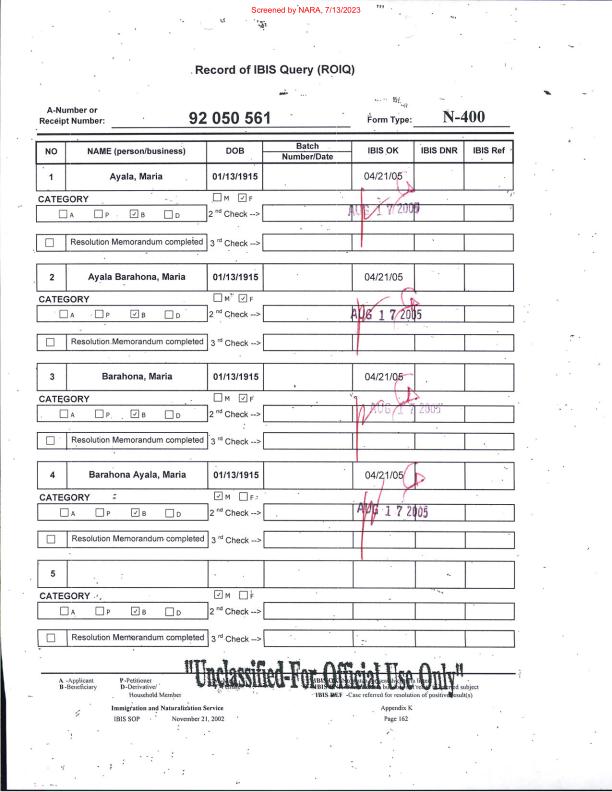 Screened by NARA, 7/13/2023
Record of IBIS Query (ROIQ)
A-Number or
Receipt Number: 92 050 561 Form Type: N-400
NO NAME (person/business) DOB Batch Number/Date IBIS OK IBIS DNR IBIS Ref
1 Ayala, Maria 01/13/1915 04/21/05
CATEGORY M F
A P B D 2nd Check --> AUG 17 2005
Resolution Memorandum completed 3rd Check -->
2 Ayala Barahona, Maria 01/13/1915 04/21/05
CATEGORY M F
A P B D 2nd Check --> AUG 17 2005
Resolution Memorandum completed 3rd Check -->
3 Barahona, Maria 01/13/1915 04/21/05
CATEGORY M F
A P B D 2nd Check --> AUG 17 2005
Resolution Memorandum completed 3rd Check -->
4 Barahona Ayala, Maria 01/13/1915 04/21/05
CATEGORY M F
A P B D 2nd Check --> AUG 17 2005
Resolution Memorandum completed 3rd Check -->
5
CATEGORY M F
A P B D 2nd Check -->
Resolution Memorandum completed 3rd Check -->
"Unclassified-For Official Use Only"
A -Applicant P-Petitioner IBIS OK
B -Beneficiary D-Derivative/ subject
Household Member IBIS REF -Case referred for resolution of positive result(s)
Immigration and Naturalization Service Appendix K
IBIS SOP November 21, 2002 Page 162